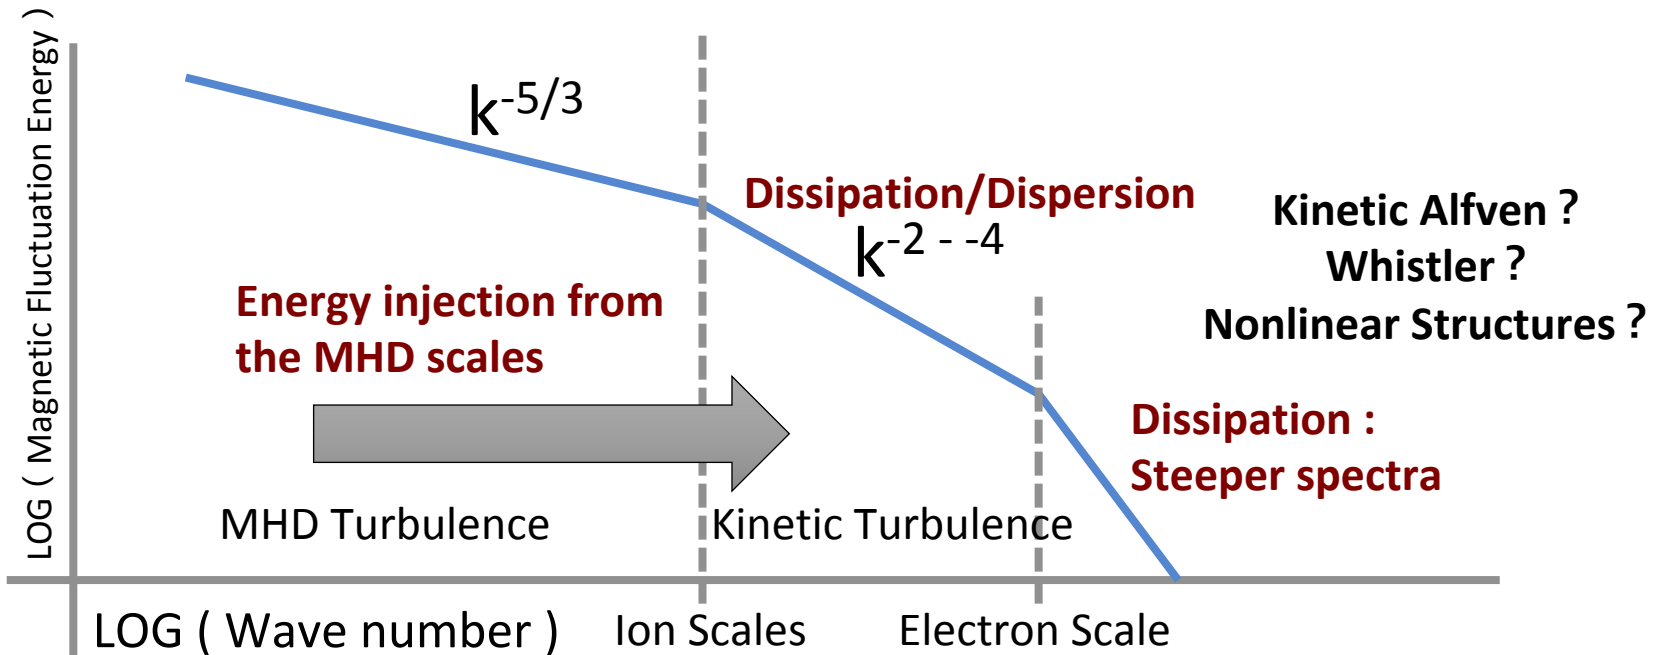 LOG ( Magnetic Fluctuation Energy )
k-5/3
Dissipation/Dispersion
k-2 - -4
Kinetic Alfven ?
Whistler ?
Nonlinear Structures ?
Energy injection from
the MHD scales
Dissipation :
Steeper spectra
MHD Turbulence
Kinetic Turbulence
LOG ( Wave number )
Ion Scales
Electron Scale